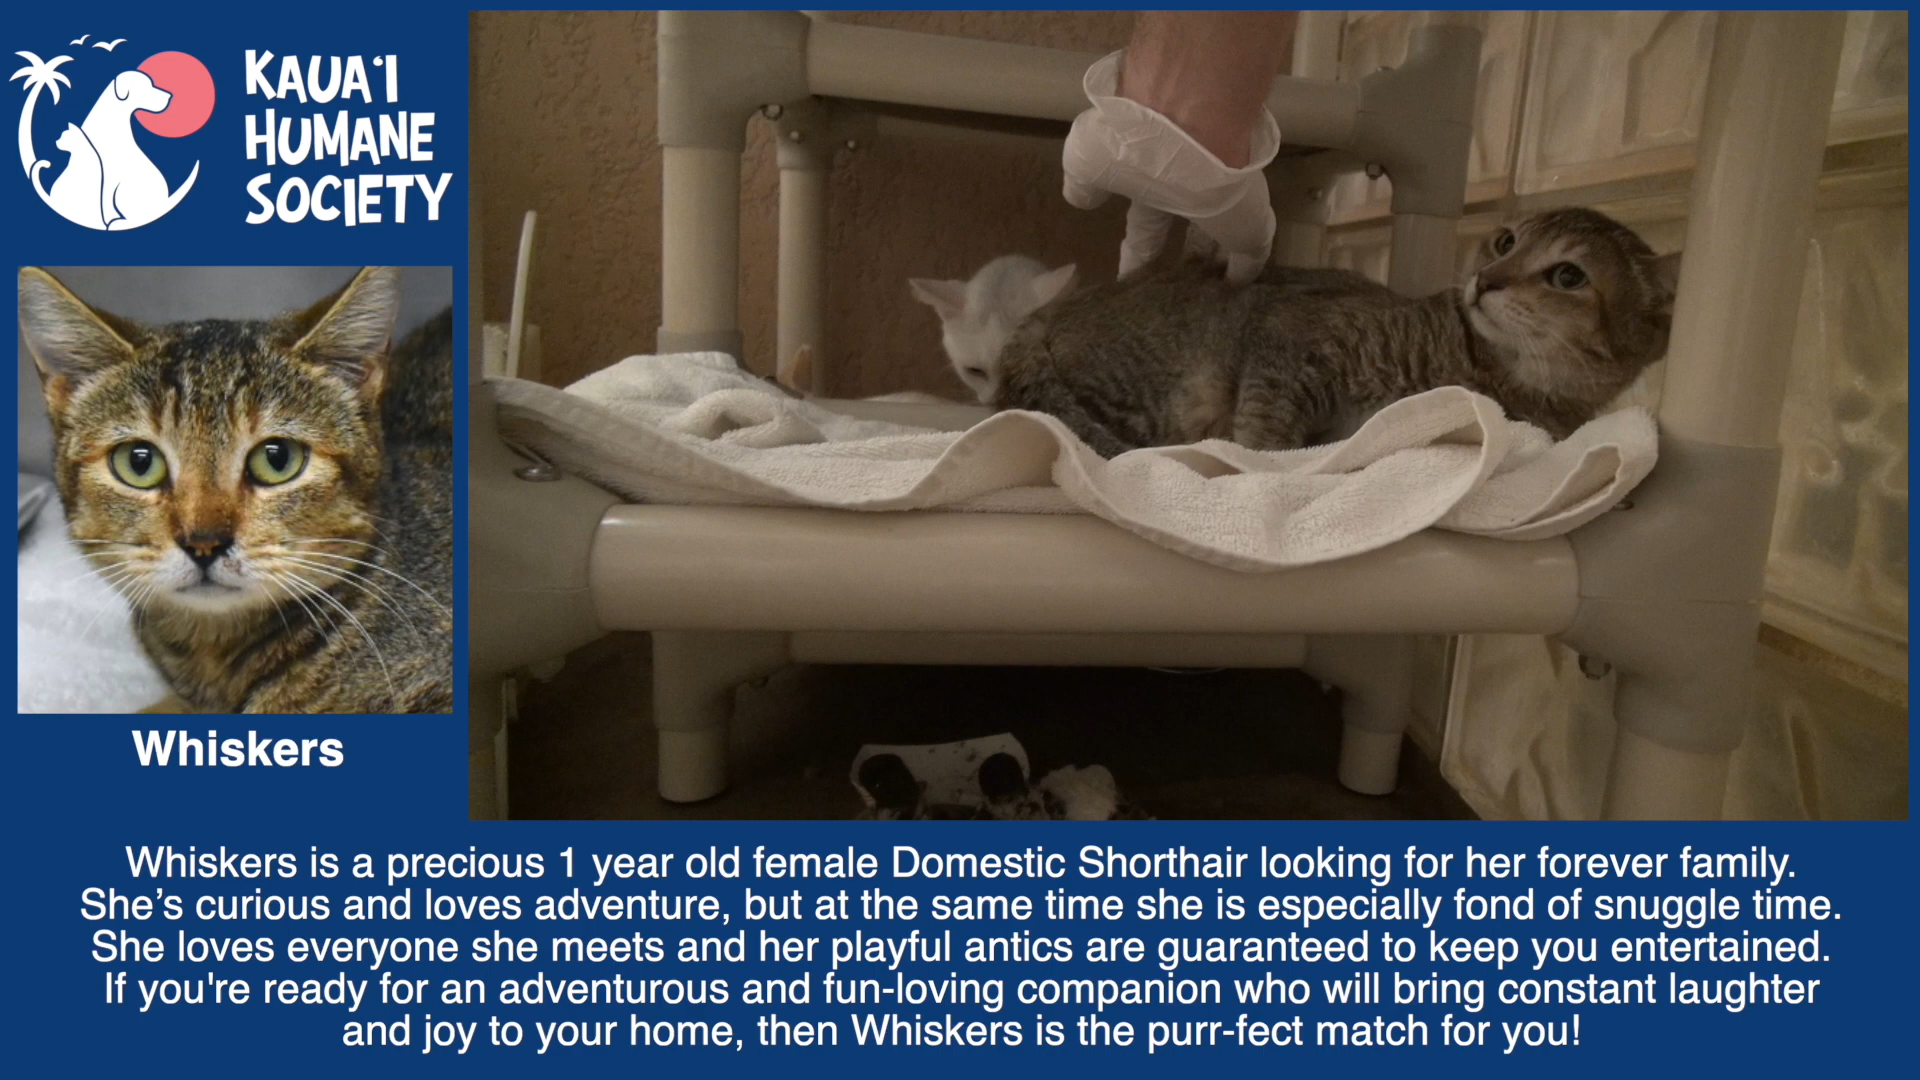 KAUAʻI
HUMANE
SOCIETY
Whiskers
Whiskers is a precious 1 year old female Domestic Shorthair looking for her forever family.
She’s curious and loves adventure, but at the same time she is especially fond of snuggle time.
She loves everyone she meets and her playful antics are guaranteed to keep you entertained.
If you're ready for an adventurous and fun-loving companion who will bring constant laughter
and joy to your home, then Whiskers is the purr-fect match for you!